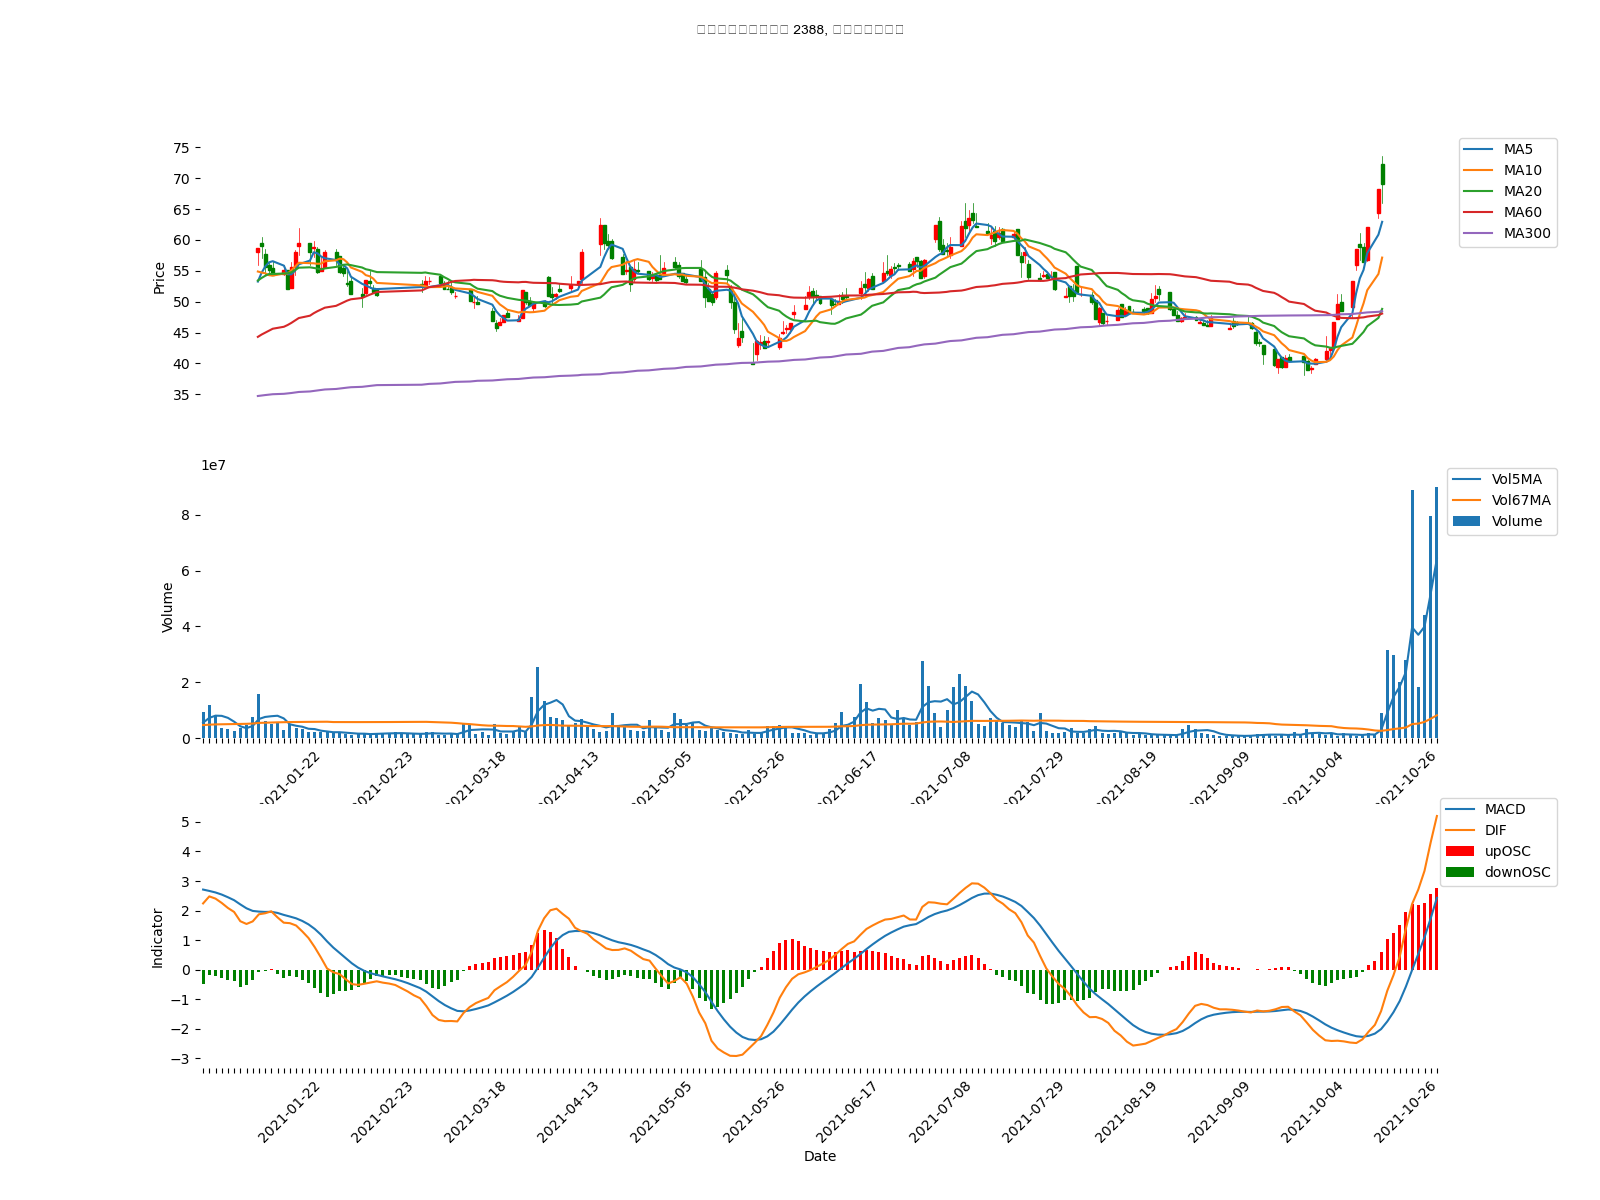 2388,
75
70
65
60
55
50
45
40
35
Price
MA5
MA10
MA20
MA60
MA300
1e7
8
6
4
2
0
Volume
Vol5MA
Vol67MA
Volume
2021-01-22
2021-02-23
2021-03-18
2021-04-13
2021-05-05
2021-05-26
2021-06-17
2021-07-08
2021-07-29
2021-08-19
2021-09-09
2021-10-04
2021-10-26
5
4
3
2
1
0
−1
−2
−3
Indicator
MACD
DIF
upOSC
downOSC
2021-01-22
2021-02-23
2021-03-18
2021-04-13
2021-05-05
2021-05-26
2021-06-17
2021-07-08
2021-07-29
2021-08-19
2021-09-09
2021-10-04
2021-10-26
Date